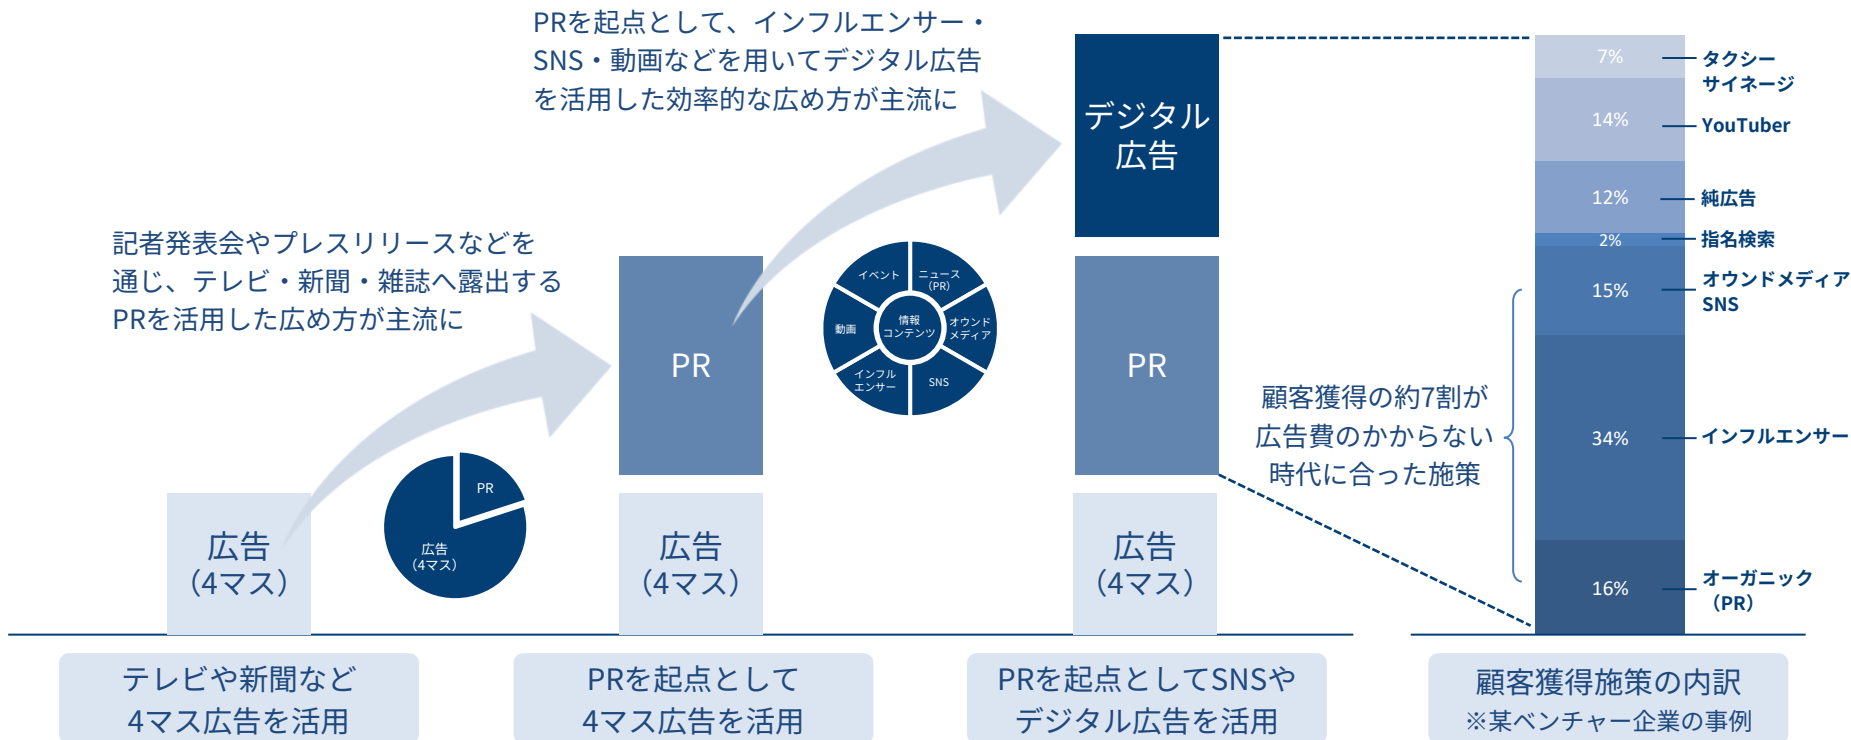 PRを起点として、インフルエンサー・
SNS・動画などを用いてデジタル広告
を活用した効率的な広め方が主流に
記者発表会やプレスリリースなどを
通じ、テレビ・新聞・雑誌へ露出する
PRを活用した広め方が主流に
広告
（4マス）
PR
広告
（4マス）
PR
広告
（4マス）
イベント
ニュース
（PR）
動画
情報
コンテンツ
オウンド
メディア
インフル
エンサー
SNS
デジタル
広告
PR
広告
（4マス）
顧客獲得の約7割が
広告費のかからない
時代に合った施策
7%
タクシー
サイネージ
14%
YouTuber
12%
純広告
2%
指名検索
15%
オウンドメディア
SNS
34%
インフルエンサー
16%
オーガニック
（PR）
テレビや新聞など
4マス広告を活用
PRを起点として
4マス広告を活用
PRを起点としてSNSや
デジタル広告を活用
顧客獲得施策の内訳
※某ベンチャー企業の事例